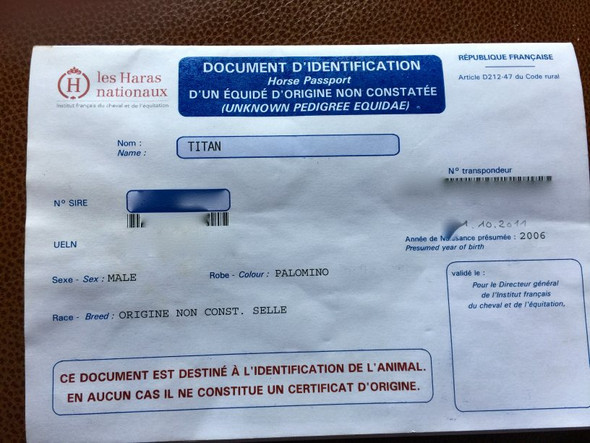 les Haras
nationaux
Institut français du cheval et de l'équitation.
DOCUMENT D'IDENTIFICATION
Horse Passport
D'UN ÉQUIDÉ D'ORIGINE NON CONSTATÉE
(UNKNOWN PEDIGREE EQUIDAE)
RÉPUBLIQUE FRANÇAISE
Article D212-47 du Code rural
Nom :
Name :
TITAN
N° transpondeur
N° SIRE
UELN
1.10.2011
Année de Naissance présumée : 2006
Presumed year of birth
Sexe - Sex : MALE
Robe - Colour : PALOMINO
Race - Breed : ORIGINE NON CONST. SELLE
validé le :
Pour le Directeur général
de l'Institut français
du cheval et de l'équitation,
CE DOCUMENT EST DESTINÉ À L'IDENTIFICATION DE L'ANIMAL.
EN AUCUN CAS IL NE CONSTITUE UN CERTIFICAT D'ORIGINE.